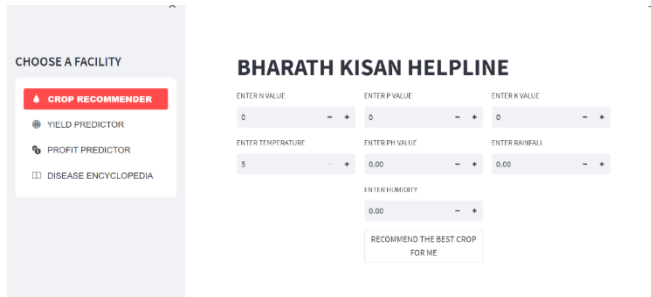 CHOOSE A FACILITY
CROP RECOMMENDER
YIELD PREDICTOR
PROFIT PREDICTOR
DISEASE ENCYCLOPEDIA
BHARATH KISAN HELPLINE
ENTER N VALUE ENTER P VALUE ENTER K VALUE
0 - + 0 - + 0 - +
ENTER TEMPERATURE ENTER PH VALUE ENTER RAINFALL
5 - + 0.00 - + 0.00 - +
ENTER HUMIDITY
0.00 - +
RECOMMEND THE BEST CROP
FOR ME